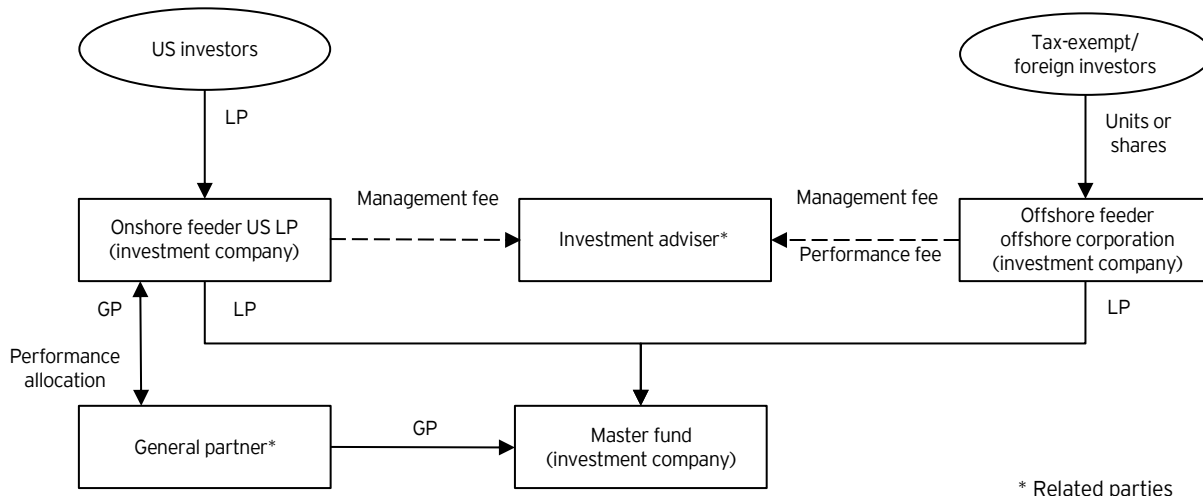 US investors
Tax-exempt/
foreign investors
LP
Units or
shares
Management fee
Management fee
Onshore feeder US LP
(investment company)
Investment adviser*
Performance fee
Offshore feeder
offshore corporation
(investment company)
GP
LP
LP
Performance
allocation
General partner*
GP
Master fund
(investment company)
* Related parties